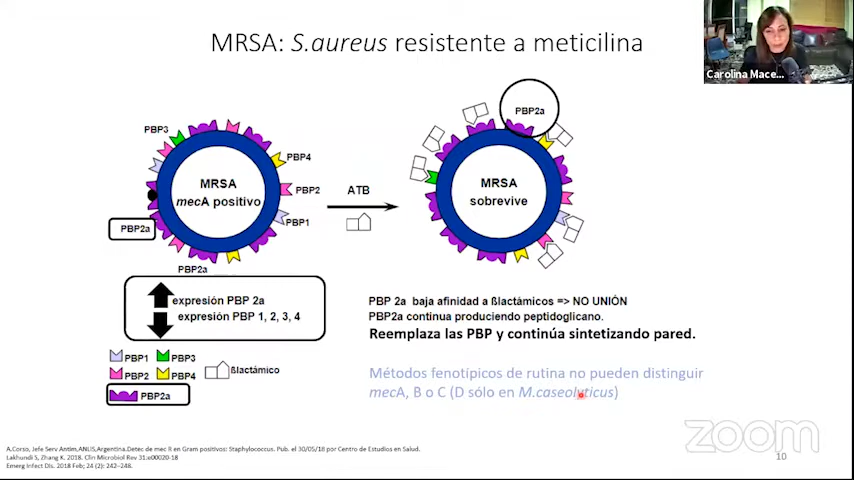 MRSA: S.aureus resistente a meticilina
Carolina Mace...
PBP3
PBP4
PBP2
PBP1
PBP2a
PBP2a
MRSA
mecA positivo
ATB
PBP2a
MRSA
sobrevive
expresión PBP 2a
expresión PBP 1, 2, 3, 4
PBP1 PBP3
PBP2 PBP4
ßlactámico
PBP2a
PBP 2a baja afinidad a ßlactámicos => NO UNIÓN
PBP2a continua produciendo peptidoglicano.
Reemplaza las PBP y continúa sintetizando pared.
Métodos fenotípicos de rutina no pueden distinguir
mecA, B o C (D sólo en M.caseolyticus)
A.Corso, Jefe Serv Antim,ANLIS,Argentina.Detec de mec R en Gram positivos: Staphylococcus. Pub. el 30/05/18 por Centro de Estudios en Salud.
Lakhundi S, Zhang K. 2018. Clin Microbiol Rev 31:e00020-18
Emerg Infect Dis. 2018 Feb; 24 (2): 242–248.
zoom
10